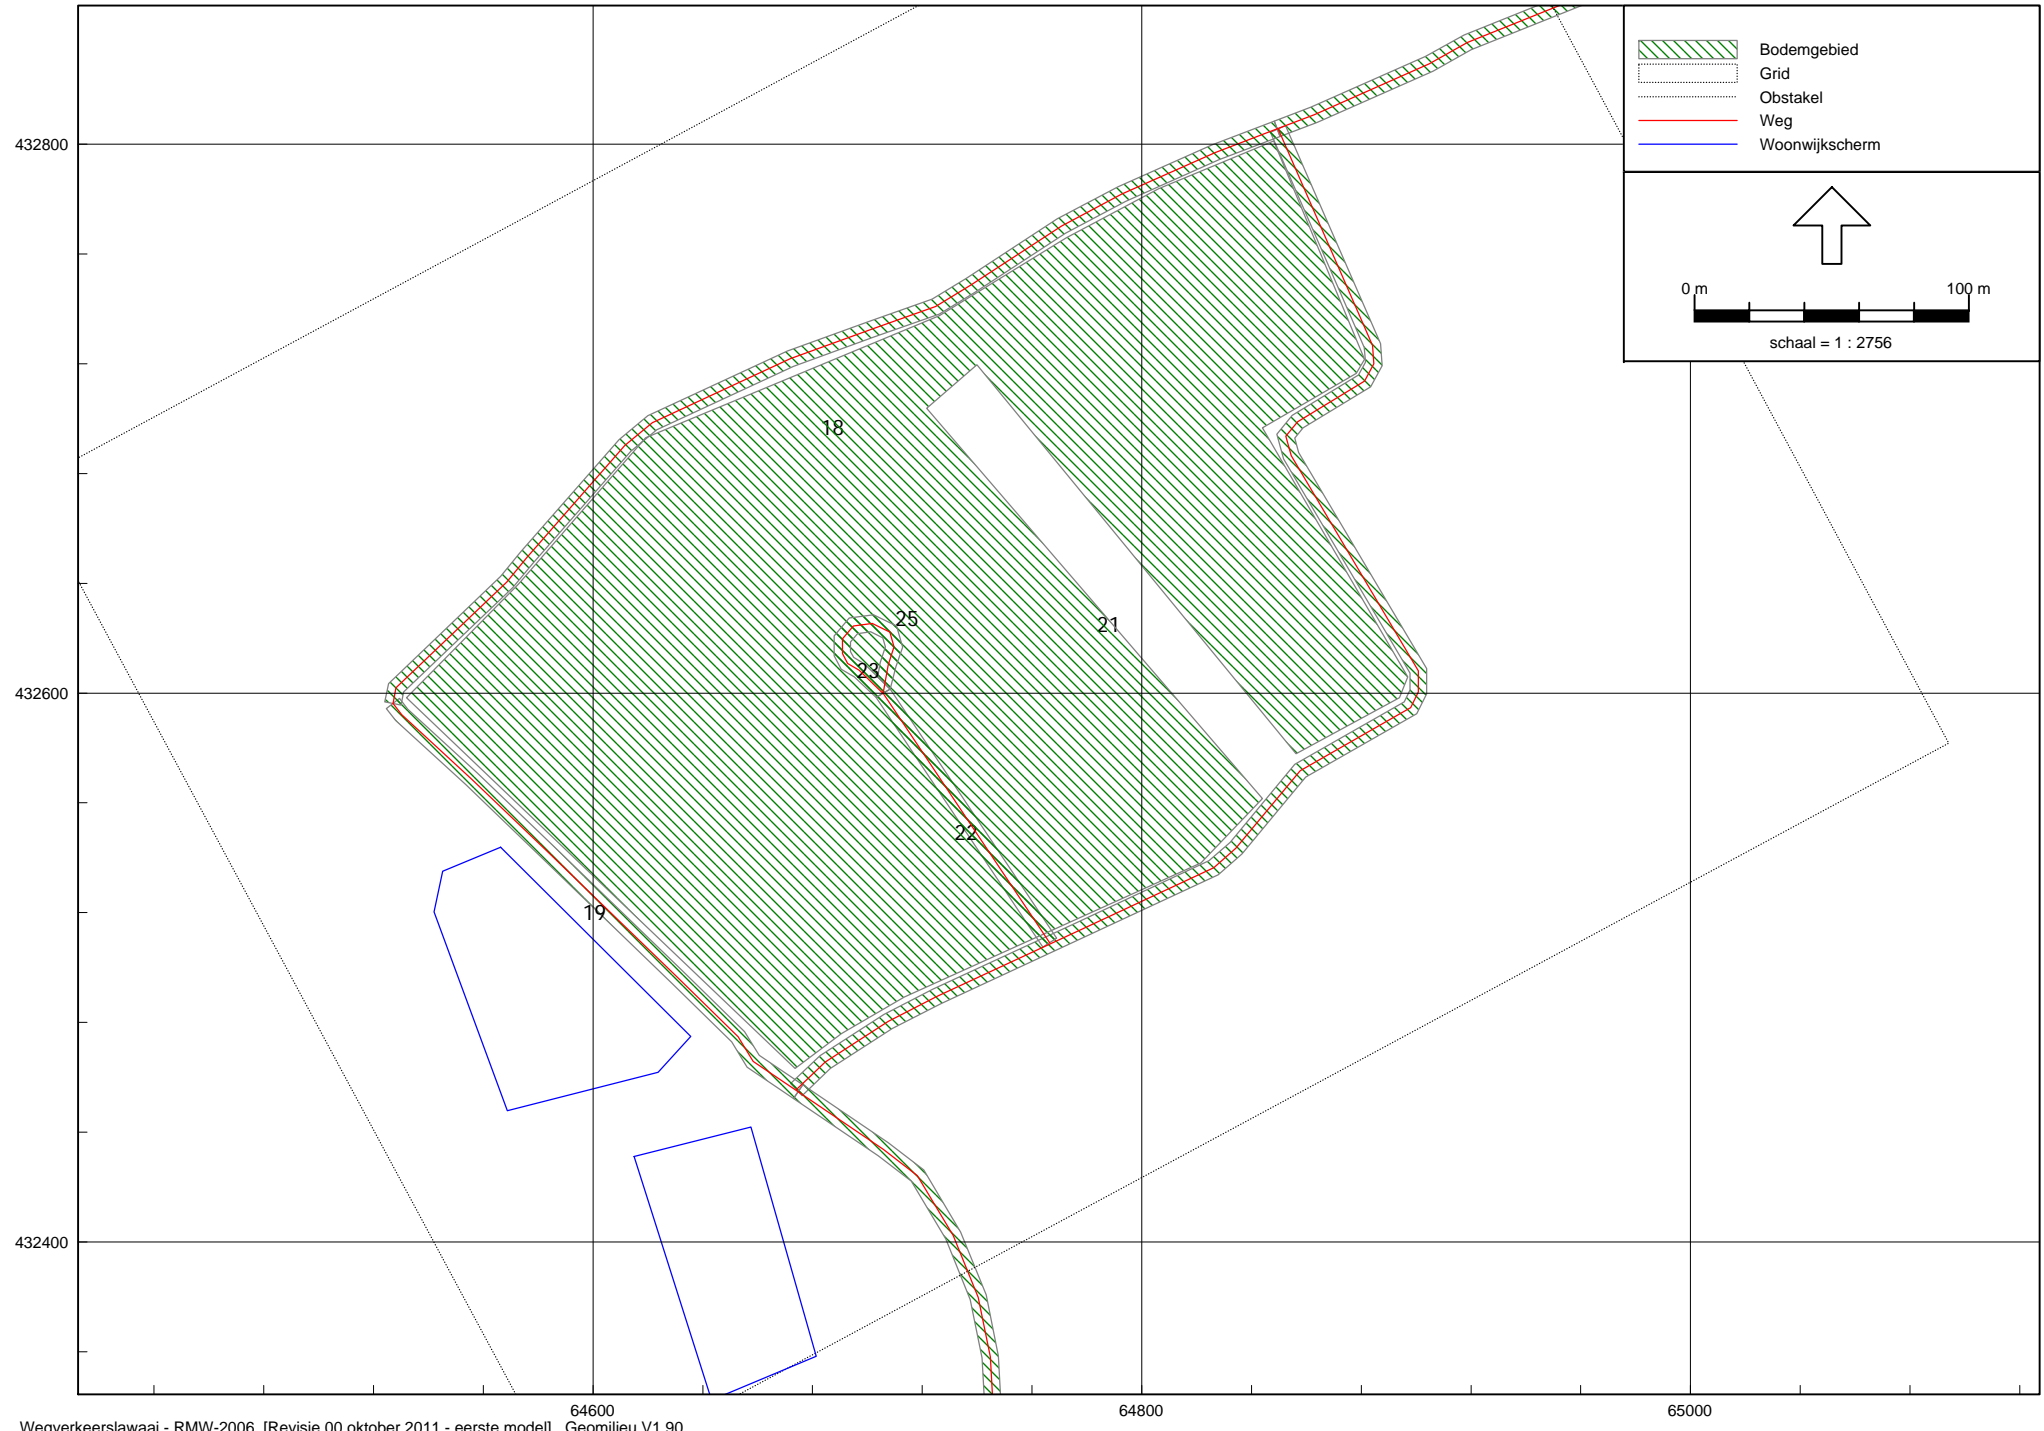 Bodemgebied
Grid
Obstakel
Weg
Woonwijkscherm
0 m 100 m
schaal = 1 : 2756
432800
432600
432400
18
25
21
23
22
19
64600 64800 65000
Wegverkeerslawaai - RMW-2006, [Revisie 00 oktober 2011 - eerste model] , Geomilieu V1.90